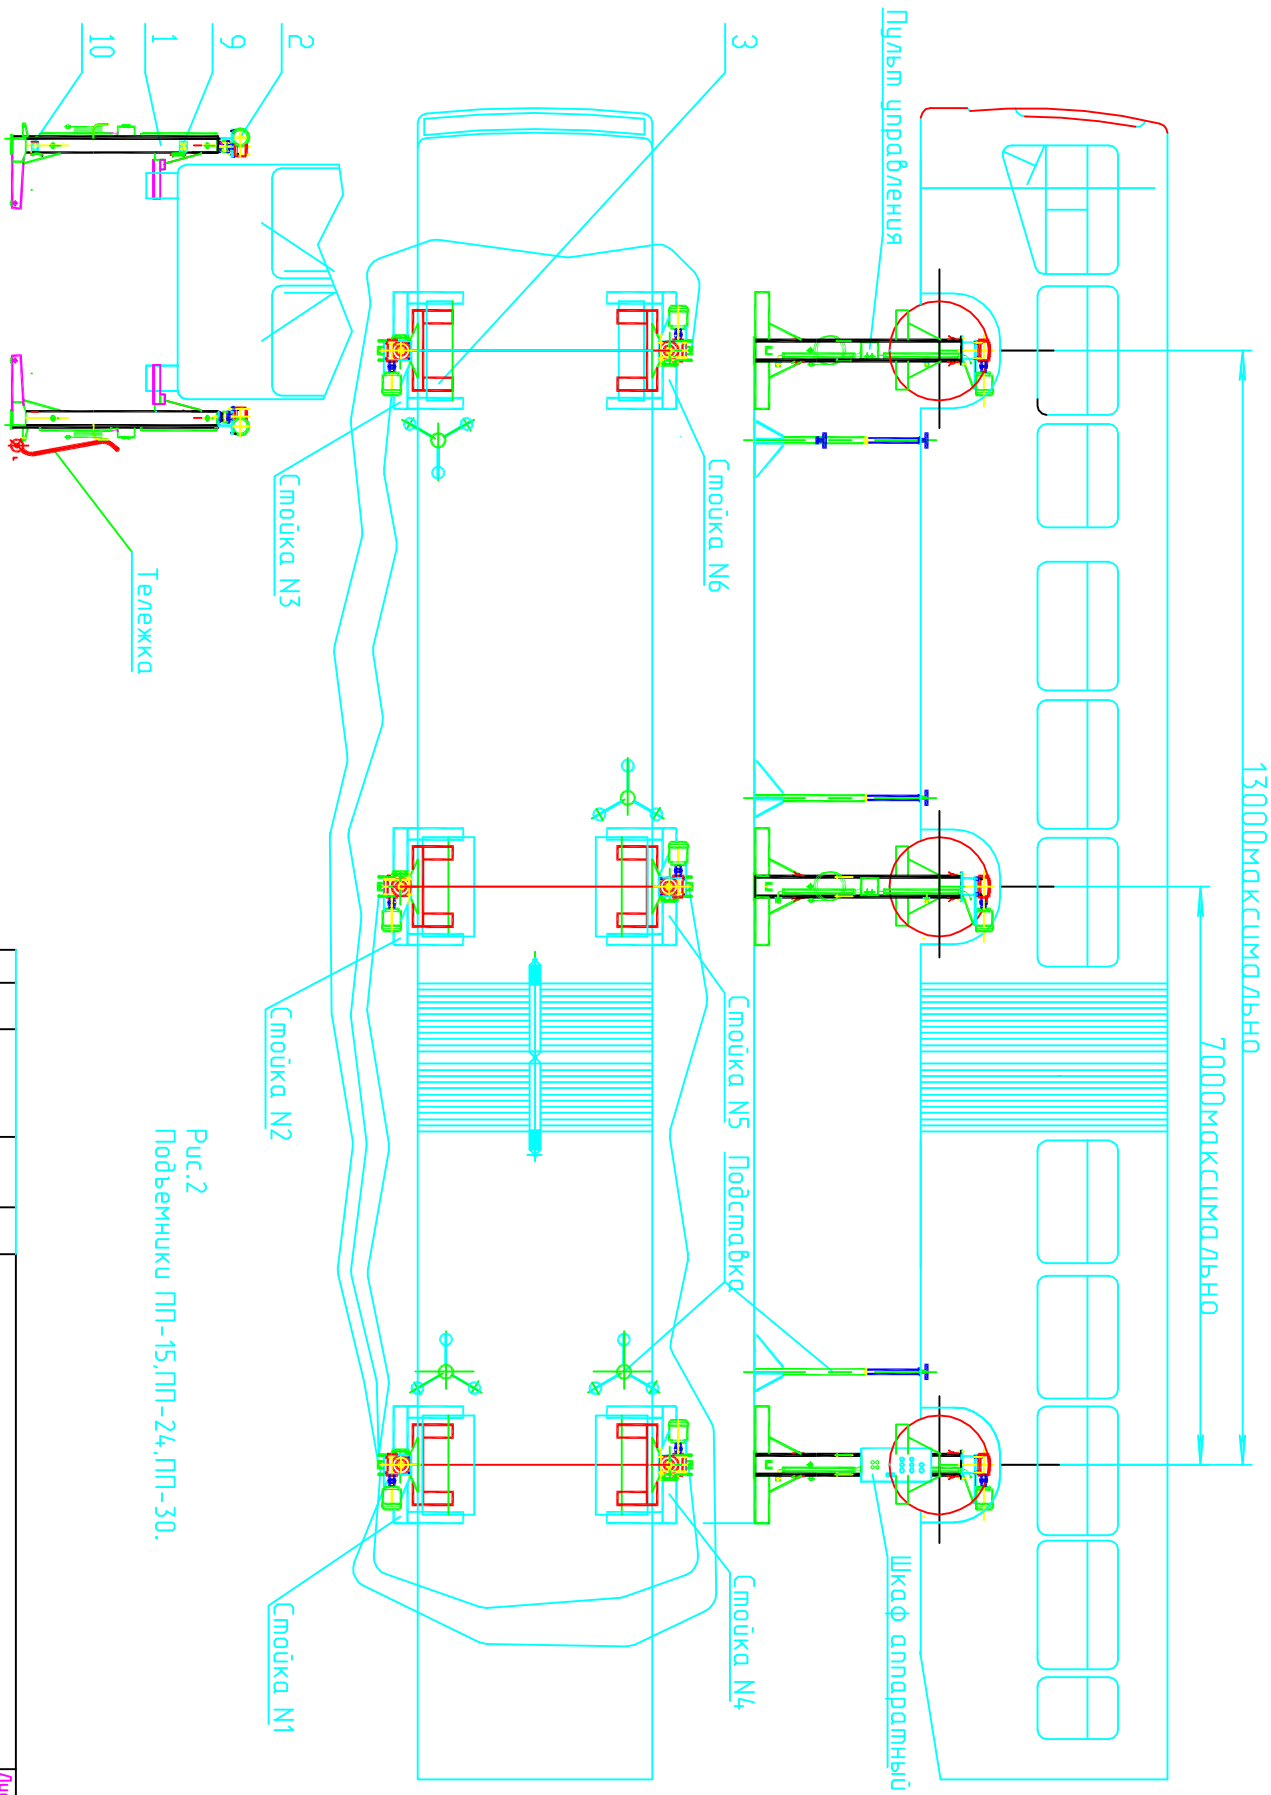 13000максимально
7000максимально
Пульт управления
Шкаф аппаратный
3
Стойка N6
Стойка N5
Подставка
Стойка N4
2
9
1
10
Стойка N3
Стойка N2
Стойка N1
Тележка
Рис.2
Подъемники ПП-15,ПП-24,ПП-30.